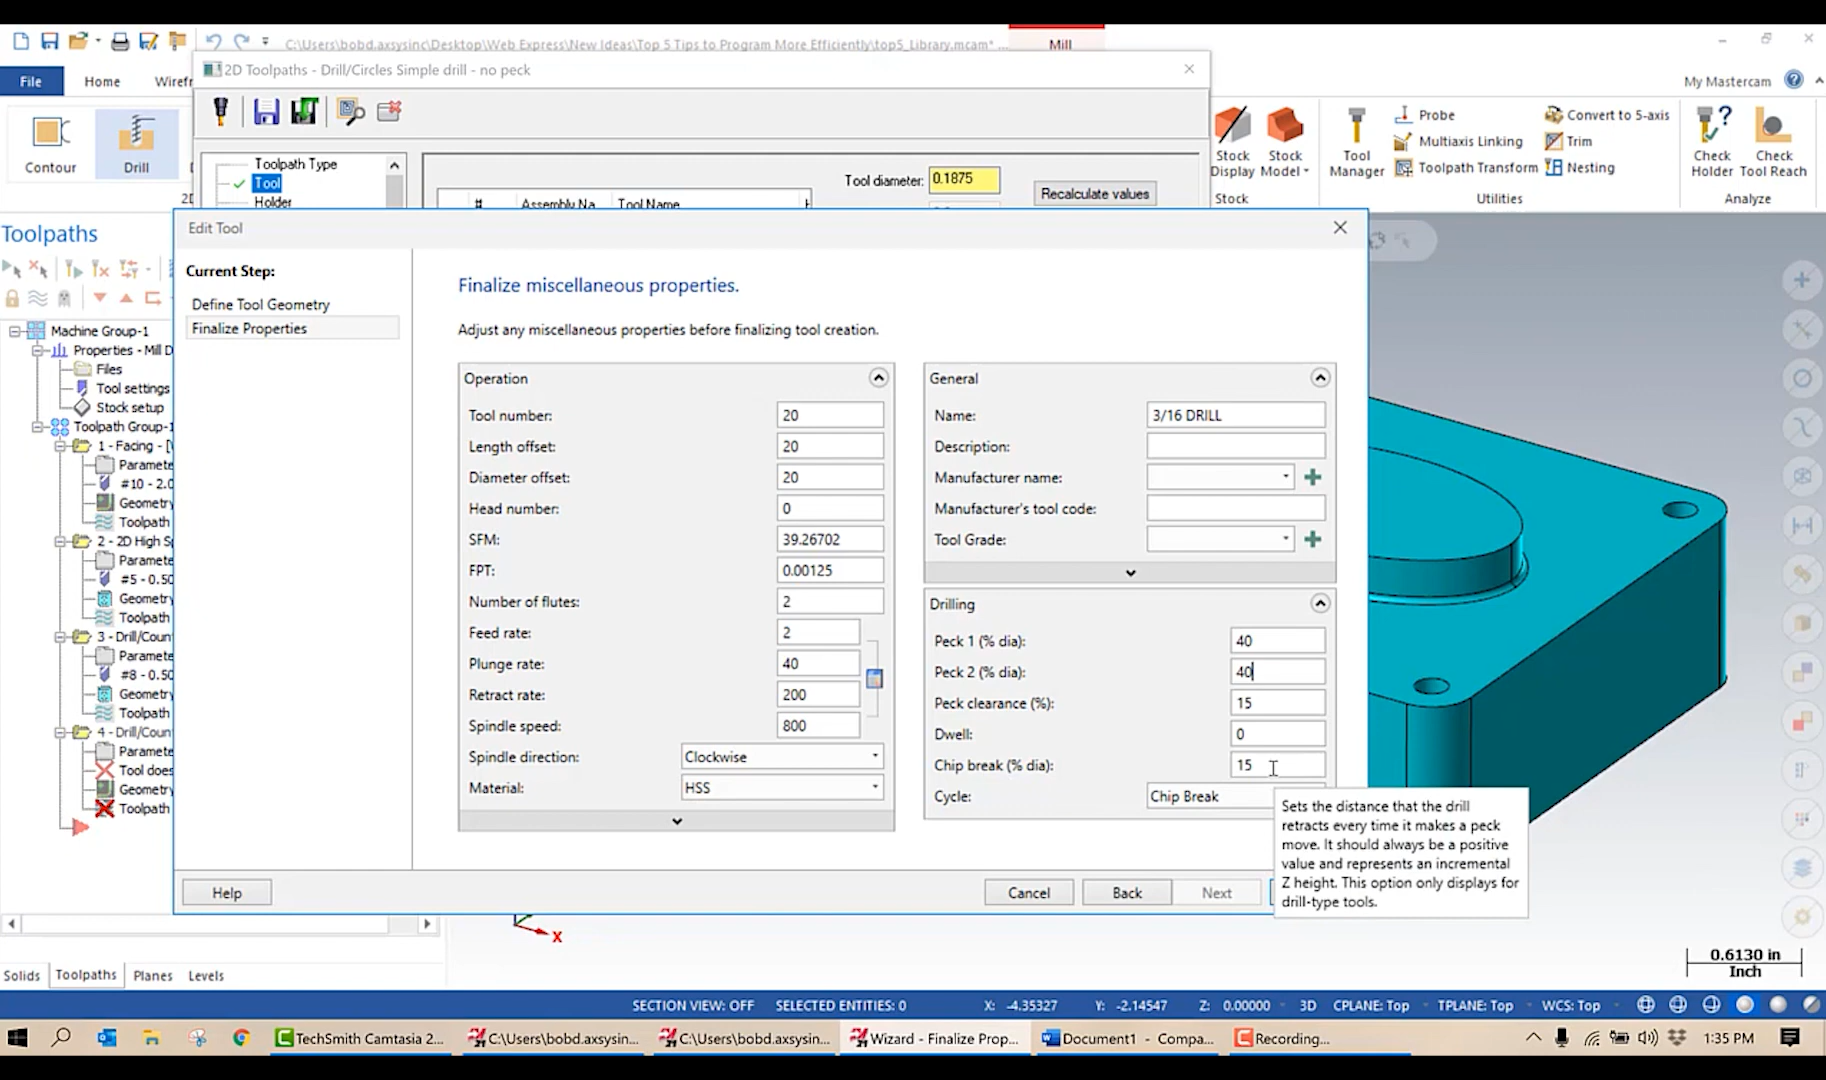 C:\Users\bobd.axsysinc\Desktop\Web Express\New Ideas\Top 5 Tips to Program More Efficiently\top5_Library.mcam* ...
Mill
File
Home
Wirefr
My Mastercam
2D Toolpaths - Drill/Circles Simple drill - no peck
Contour
Drill
2D
Toolpath Type
Tool
Holder
#
Assembly Na...
Tool Name
Tool diameter:
0.1875
Recalculate values
Stock Display
Stock Model
Stock
Tool Manager
Probe
Multiaxis Linking
Toolpath Transform
Convert to 5-axis
Trim
Nesting
Utilities
Check Holder
Check Tool Reach
Analyze
Toolpaths
Machine Group-1
Properties - Mill D
Files
Tool settings
Stock setup
Toolpath Group-1
1 - Facing - [
Paramete
#10 - 2.0
Geometry
Toolpath
2 - 2D High S
Paramete
#5 - 0.50
Geometry
Toolpath
3 - Drill/Coun
Paramete
#8 - 0.50
Geometry
Toolpath
4 - Drill/Coun
Paramete
Tool does
Geometry
Toolpath
Edit Tool
Current Step:
Define Tool Geometry
Finalize Properties
Finalize miscellaneous properties.
Adjust any miscellaneous properties before finalizing tool creation.
Operation
Tool number: 20
Length offset: 20
Diameter offset: 20
Head number: 0
SFM: 39.26702
FPT: 0.00125
Number of flutes: 2
Feed rate: 2
Plunge rate: 40
Retract rate: 200
Spindle speed: 800
Spindle direction: Clockwise
Material: HSS
General
Name: 3/16 DRILL
Description:
Manufacturer name:
Manufacturer's tool code:
Tool Grade:
Drilling
Peck 1 (% dia): 40
Peck 2 (% dia): 40
Peck clearance (%): 15
Dwell: 0
Chip break (% dia): 15
Cycle: Chip Break
Sets the distance that the drill
retracts every time it makes a peck
move. It should always be a positive
value and represents an incremental
Z height. This option only displays for
drill-type tools.
Help
Cancel
Back
Next
X
0.6130 in
Inch
Solids
Toolpaths
Planes
Levels
SECTION VIEW: OFF SELECTED ENTITIES: 0 X: -4.35327 Y: -2.14547 Z: 0.00000 3D CPLANE: Top TPLANE: Top WCS: Top
TechSmith Camtasia 2...
C:\Users\bobd.axsysin...
C:\Users\bobd.axsysin...
Wizard - Finalize Prop...
Document1 - Compa...
Recording...
1:35 PM